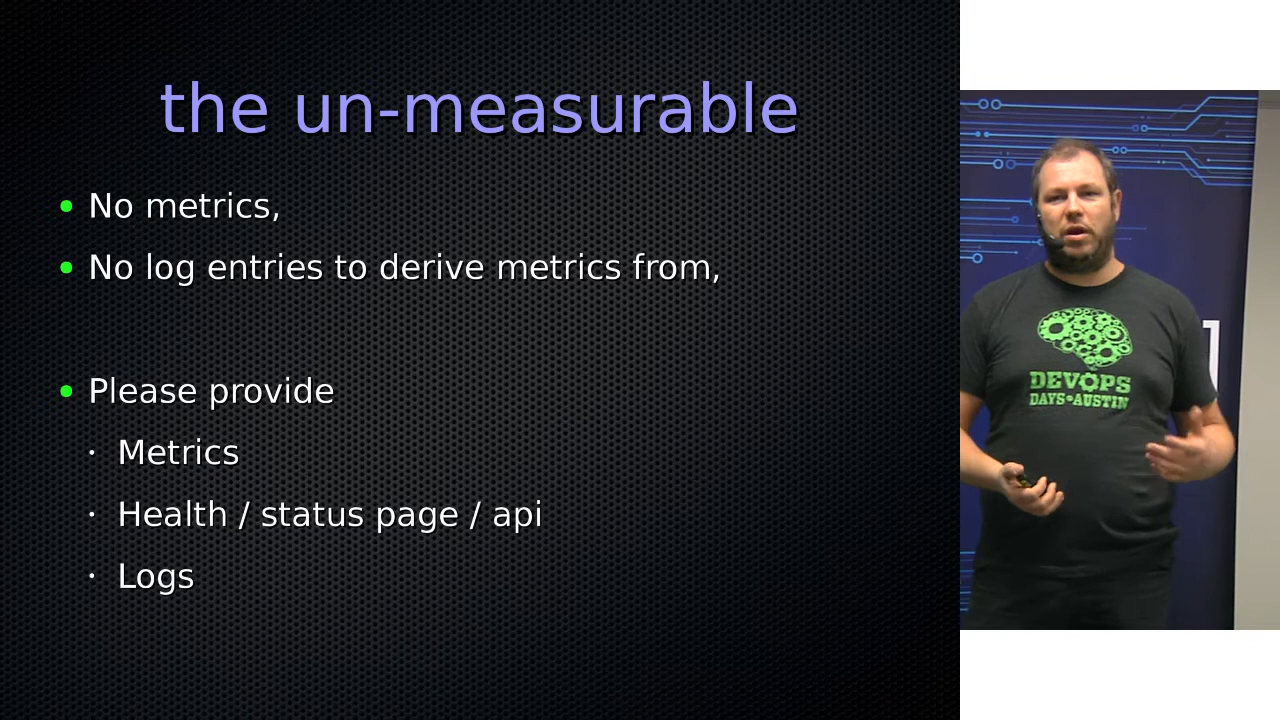 the un-measurable
No metrics,
No log entries to derive metrics from,
Please provide
Metrics
Health / status page / api
Logs
DEVOPS
DAYS AUSTIN